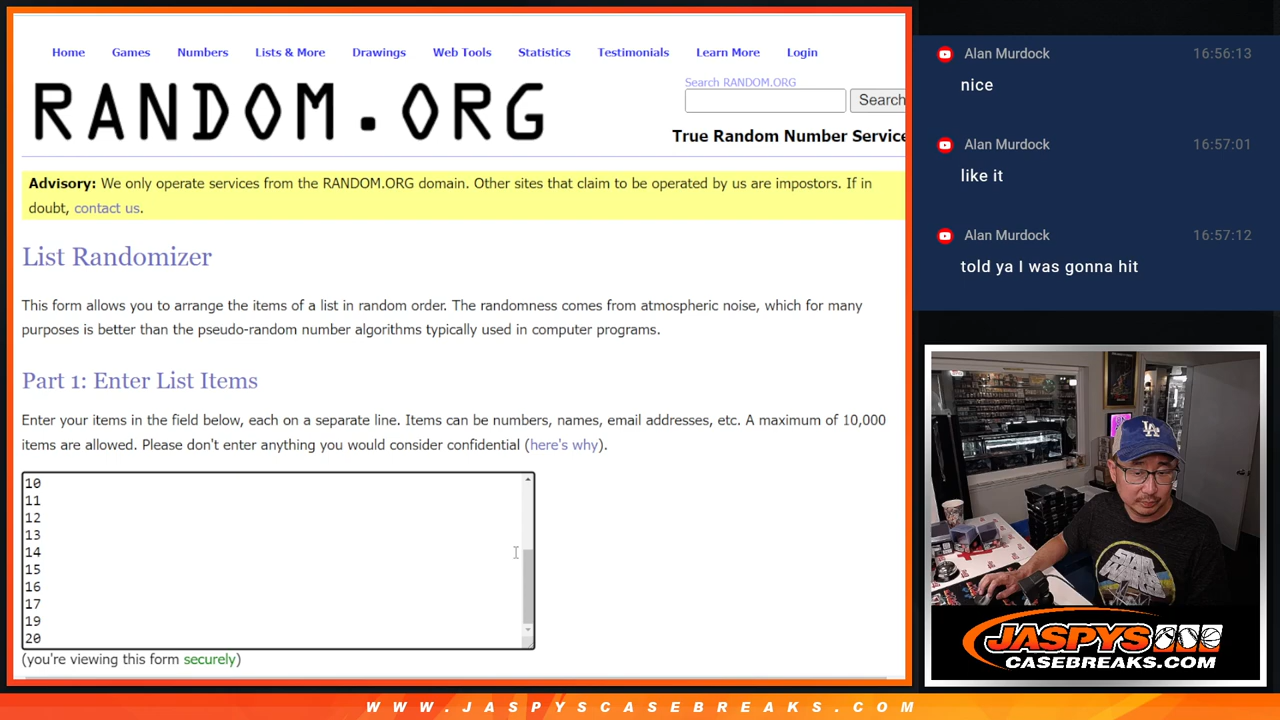 Home Games Numbers Lists & More Drawings Web Tools Statistics Testimonials Learn More Login
RANDOM.ORG
Search RANDOM.ORG
Search
True Random Number Service
Advisory: We only operate services from the RANDOM.ORG domain. Other sites that claim to be operated by us are impostors. If in
doubt, contact us.
List Randomizer
This form allows you to arrange the items of a list in random order. The randomness comes from atmospheric noise, which for many
purposes is better than the pseudo-random number algorithms typically used in computer programs.
Part 1: Enter List Items
Enter your items in the field below, each on a separate line. Items can be numbers, names, email addresses, etc. A maximum of 10,000
items are allowed. Please don't enter anything you would consider confidential (here's why).
10
11
12
13
14
15
16
17
19
20
(you're viewing this form securely)
Alan Murdock 16:56:13
nice
Alan Murdock 16:57:01
like it
Alan Murdock 16:57:12
told ya I was gonna hit
LA
STAR
WARS
JASPYS
CASEBREAKS.COM
WWW.JASPYSCASEBREAKS.COM